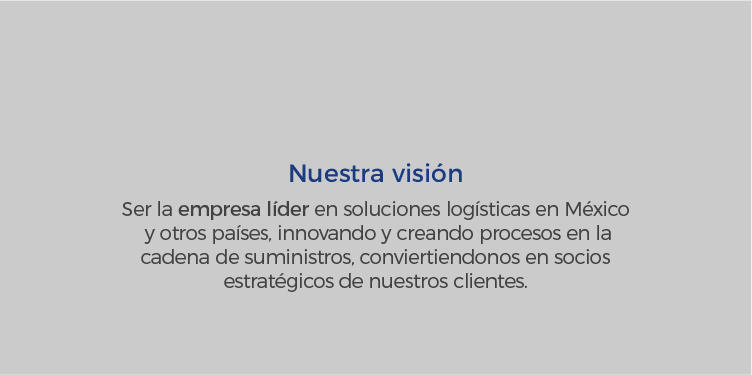 Nuestra visión
Ser la empresa líder en soluciones logísticas en México
y otros países, innovando y creando procesos en la
cadena de suministros, conviertiendonos en socios
estratégicos de nuestros clientes.